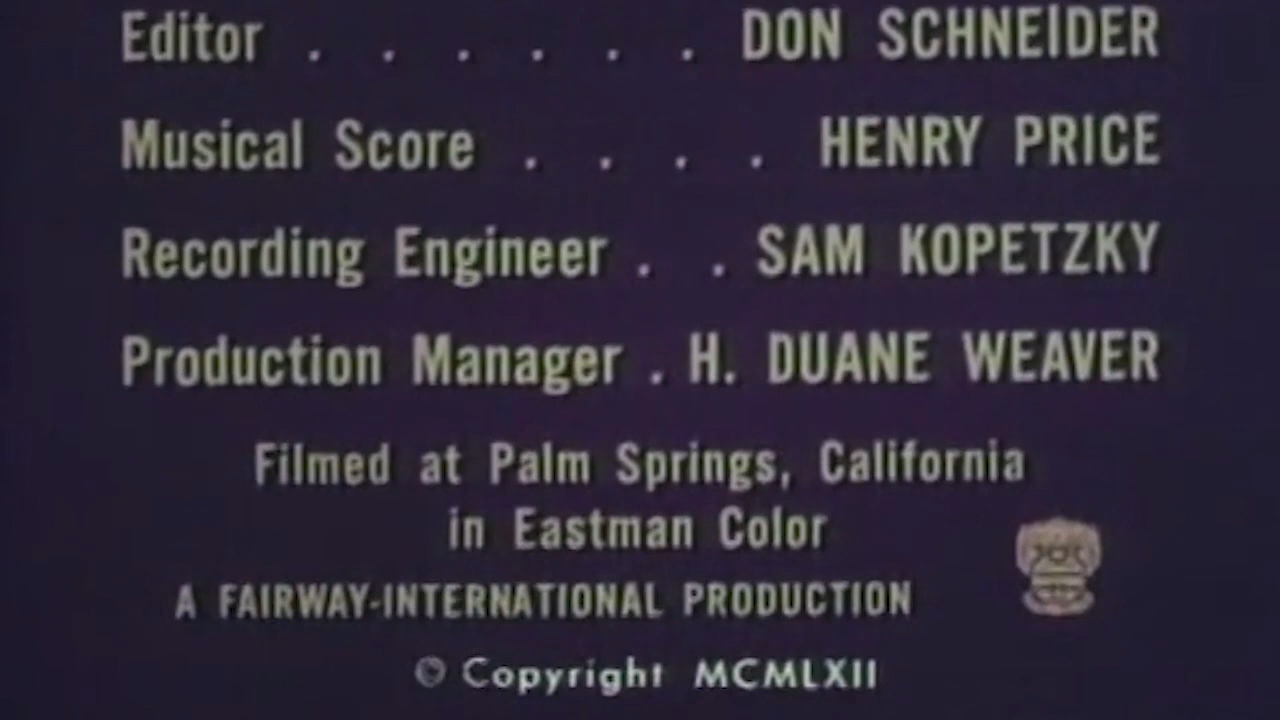 Editor . . . . . . DON SCHNEIDER
Musical Score . . . . HENRY PRICE
Recording Engineer . . SAM KOPETZKY
Production Manager . H. DUANE WEAVER
Filmed at Palm Springs, California
in Eastman Color
A FAIRWAY-INTERNATIONAL PRODUCTION
© Copyright MCMLXII